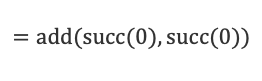 = add(succ(0), succ(0))